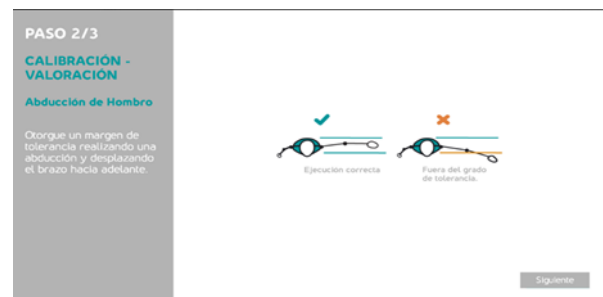 PASO 2/3
CALIBRACIÓN -
VALORACIÓN
Abducción de Hombro
Otorgue un margen de
tolerancia realizando una
abducción y desplazando
el brazo hacia adelante.
Ejecución correcta
Fuera del grado
de tolerancia.
Siguiente